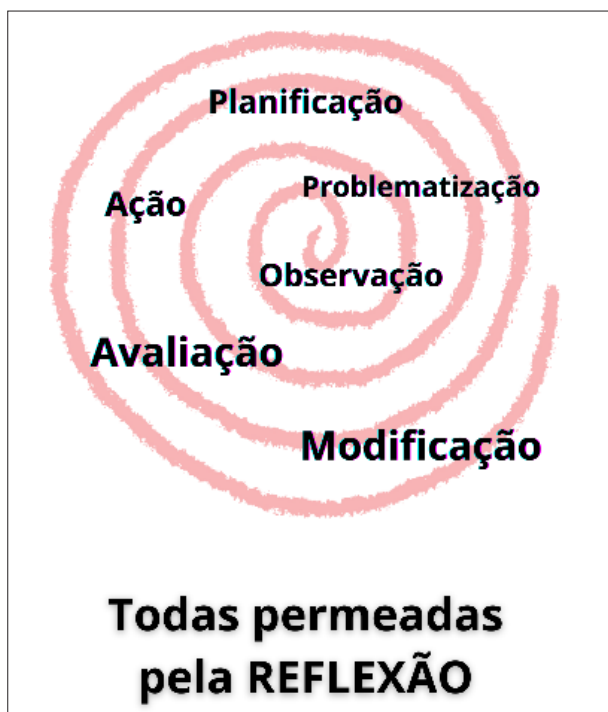 Planificação
Problematização
Ação
Observação
Avaliação
Modificação
Todas permeadas
pela REFLEXÃO